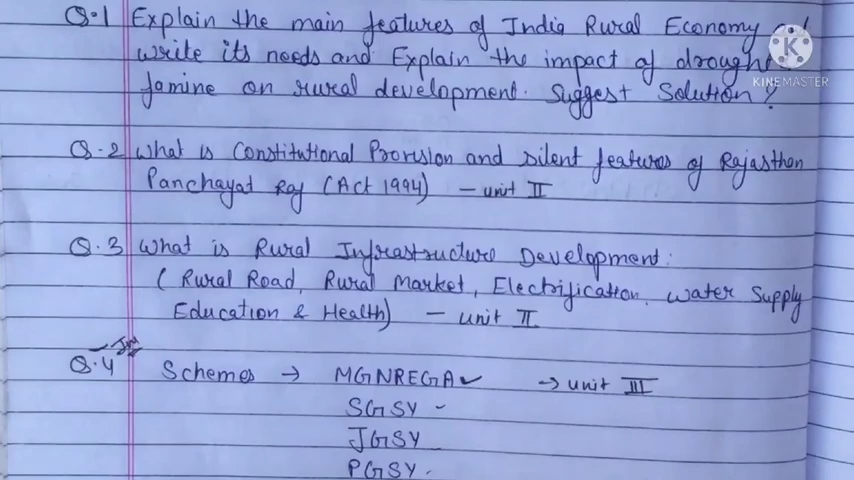 Q.1 Explain the main features of India Rural Economy
write its needs and Explain the impact of drought
famine on rural development. Suggest Solution?
K
KINEMASTER
Q.2 What is Constitutional Provision and Silent features of Rajasthan
Panchayat Raj (Act 1994) - unit II
Q.3 What is Rural Infrastructure Development:
( Rural Road, Rural Market, Electrification, Water Supply
Education & Health) - unit II
Q.4 Schemes → MGNREGA ✓ → unit III
SGSY -
JGSY
PGSY.